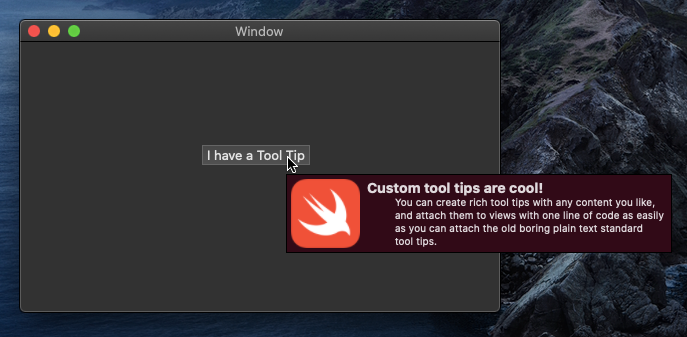 Window
I have a Tool Tip
Custom tool tips are cool!
You can create rich tool tips with any content you like,
and attach them to views with one line of code as easily
as you can attach the old boring plain text standard
tool tips.